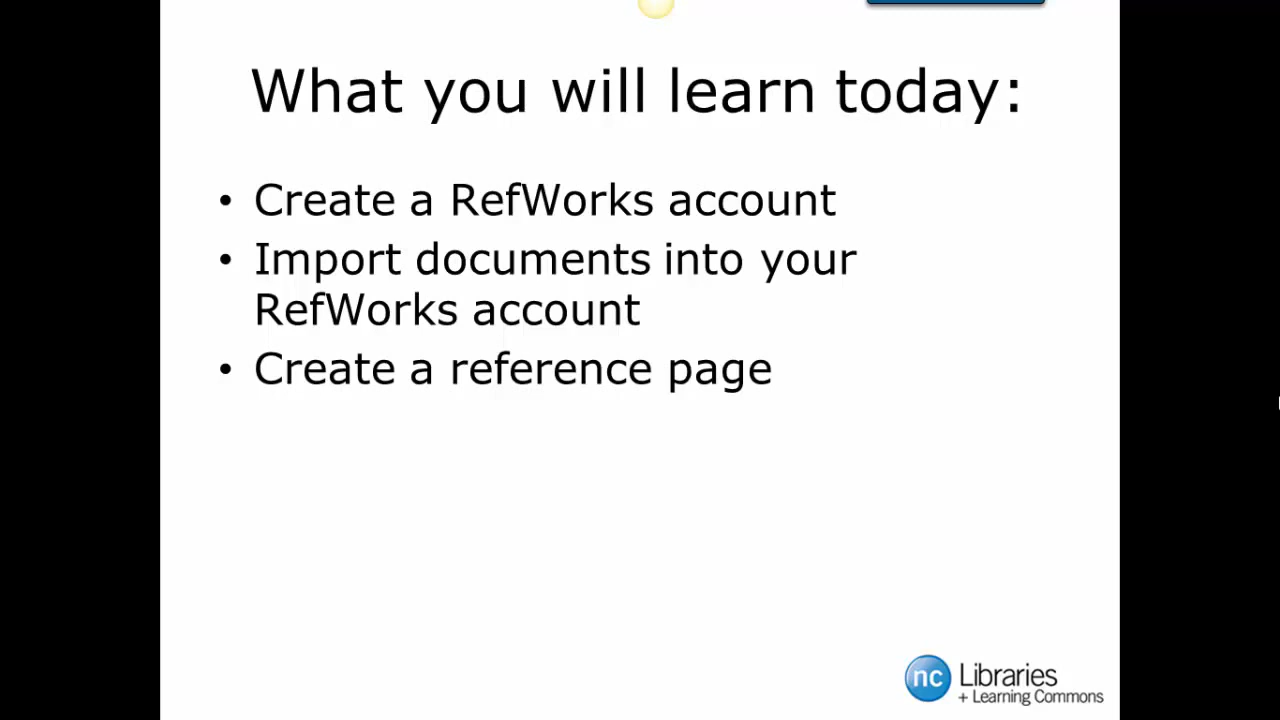 What you will learn today:
• Create a RefWorks account
• Import documents into your
RefWorks account
• Create a reference page
nc Libraries
+ Learning Commons